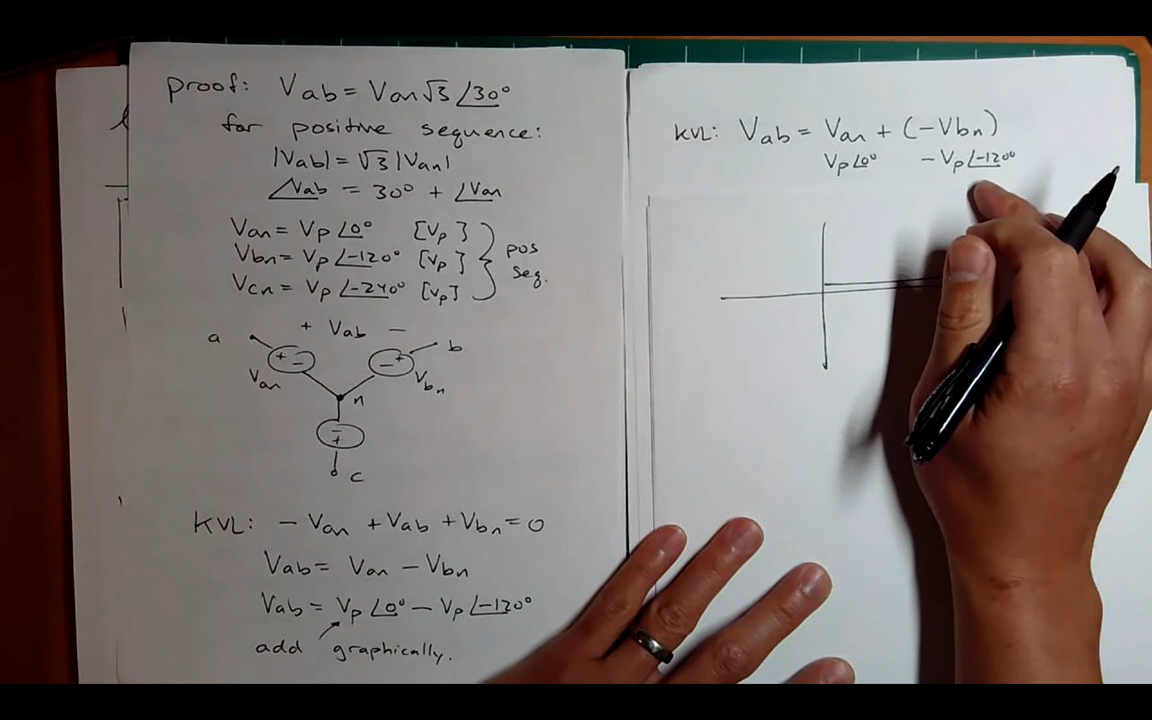 proof: Vab = Van√3 ∠30°
for positive sequence:
|Vab| = √3 |Van|
∠Vab = 30° + ∠Van
Van = Vp ∠0° [Vp]
Vbn = Vp ∠-120° [Vp]
Vcn = Vp ∠-240° [Vp]
pos
seq.
+ Vab −
a
b
+ −
− +
Van
Vbn
n
−
+
c
KVL: − Van + Vab + Vbn = 0
Vab = Van − Vbn
Vab = Vp ∠0° − Vp ∠-120°
add graphically.
KVL: Vab = Van + (−Vbn)
Vp ∠0° − Vp ∠-120°